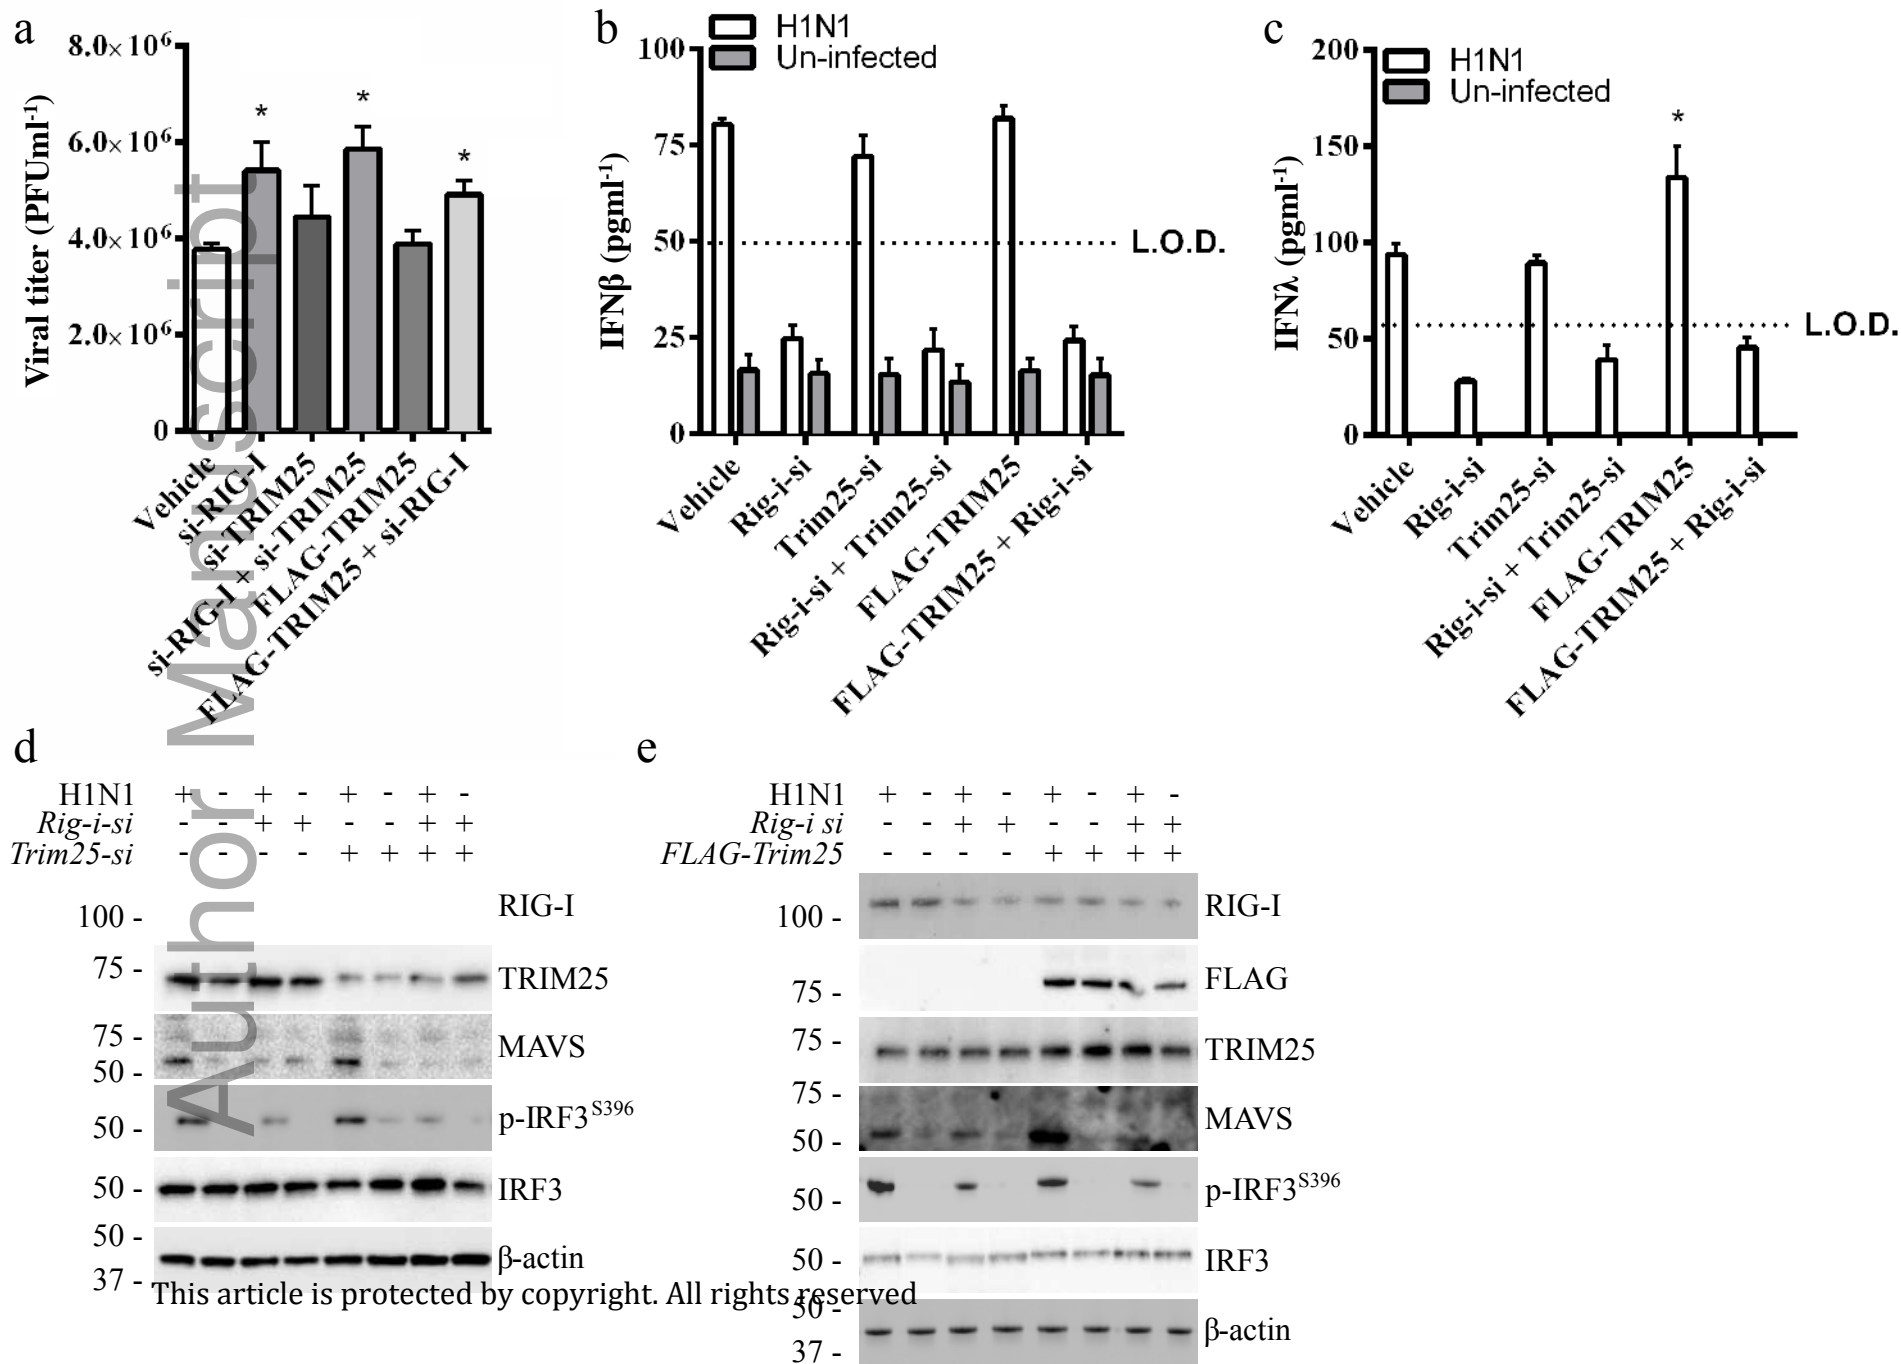 a
8.0× 10⁶
6.0× 10⁶
4.0× 10⁶
2.0× 10⁶
0
Viral titer (PFUml⁻¹)
* * *
Vehicle
si-RIG-I
si-TRIM25
si-RIG-I + si-TRIM25
FLAG-TRIM25
FLAG-TRIM25 + si-RIG-I
b
H1N1
Un-infected
100
75
50
25
0
IFNβ (pgml⁻¹)
L.O.D.
Vehicle
Rig-i-si
Trim25-si
Rig-i-si + Trim25-si
FLAG-TRIM25
FLAG-TRIM25 + Rig-i-si
c
H1N1
Un-infected
200
150
100
50
0
IFNλ (pgml⁻¹)
*
L.O.D.
Vehicle
Rig-i-si
Trim25-si
Rig-i-si + Trim25-si
FLAG-TRIM25
FLAG-TRIM25 + Rig-i-si
d
H1N1 + - + - + - + -
Rig-i-si - - + + - - + +
Trim25-si - - - - + + + +
100 - RIG-I
75 - TRIM25
75 -
50 - MAVS
50 - p-IRF3^S396
50 - IRF3
50 -
37 - β-actin
e
H1N1 + - + - + - + -
Rig-i si - - + + - - + +
FLAG-Trim25 - - - - + + + +
100 - RIG-I
75 - FLAG
75 - TRIM25
75 -
50 - MAVS
50 - p-IRF3^S396
50 - IRF3
50 -
37 - β-actin
Author Manuscript
This article is protected by copyright. All rights reserved